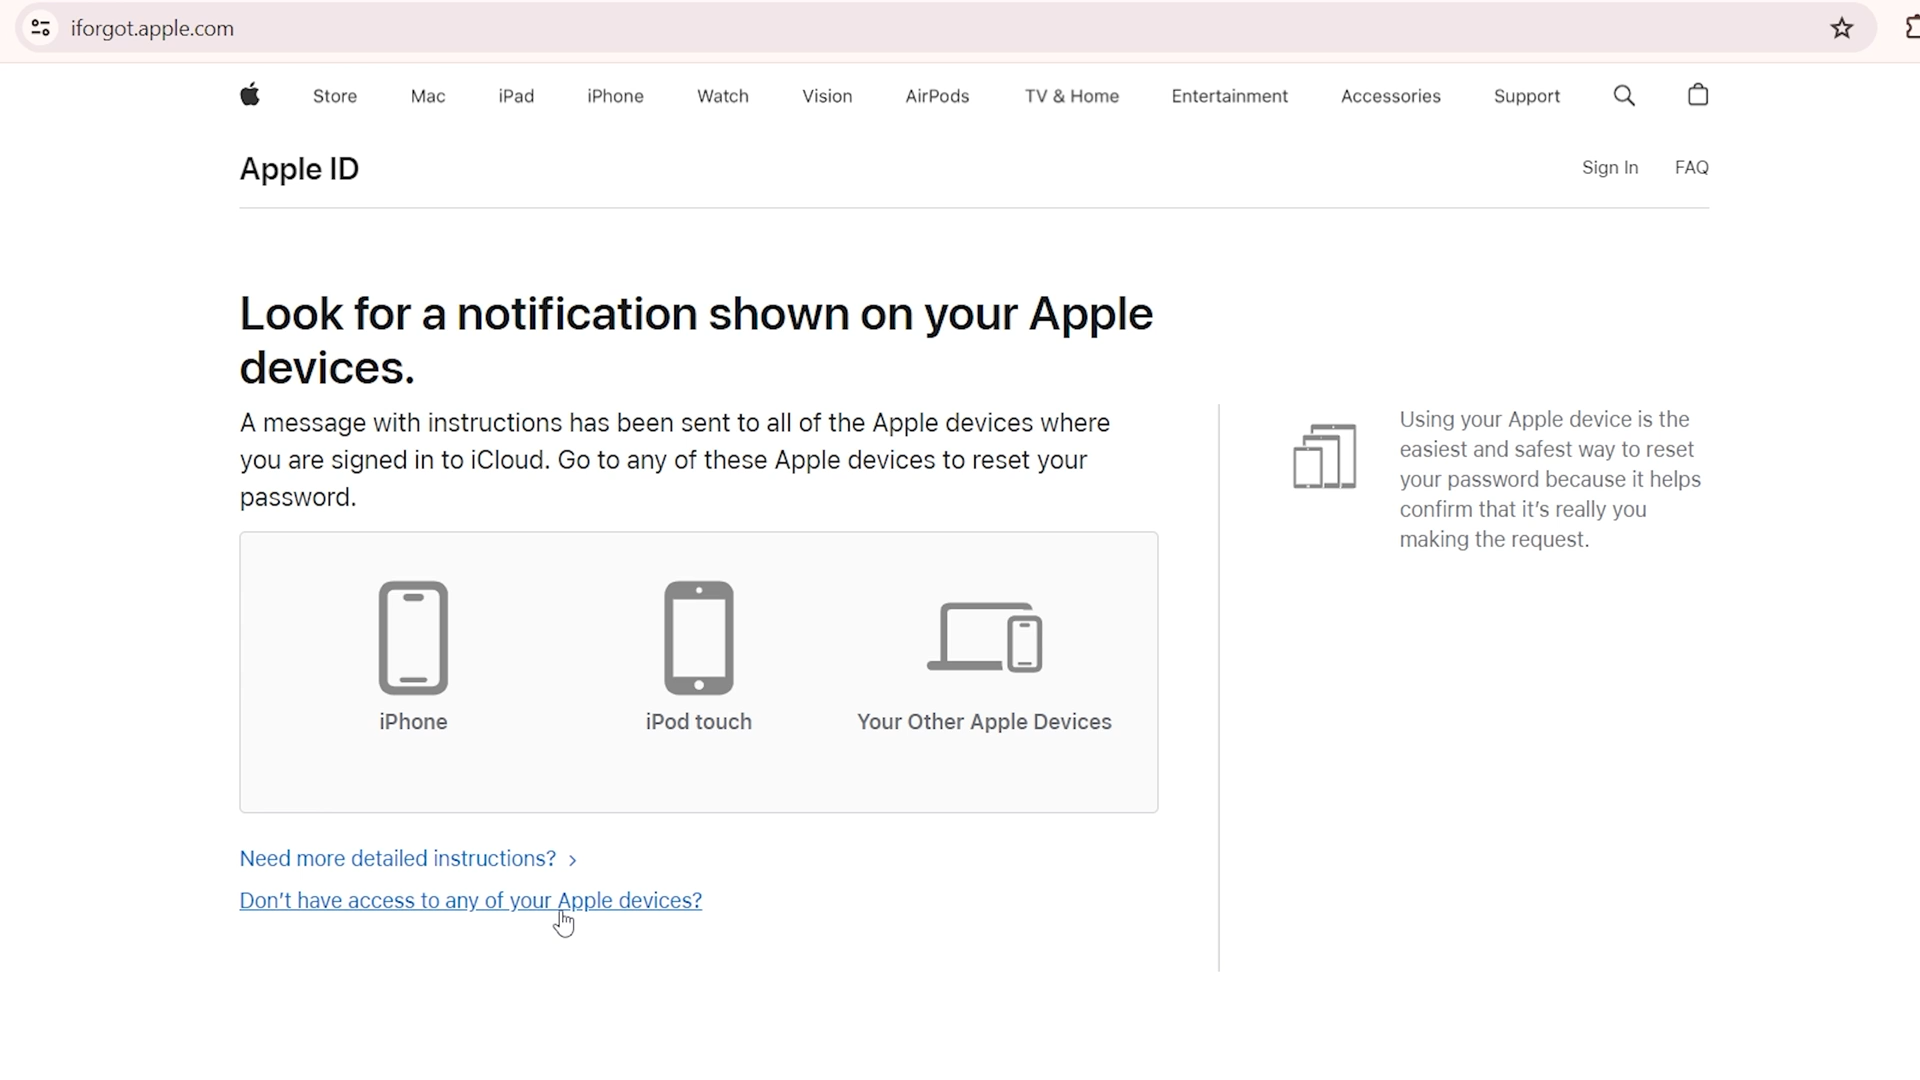 iforgot.apple.com
Store Mac iPad iPhone Watch Vision AirPods TV & Home Entertainment Accessories Support
Apple ID
Sign In FAQ
Look for a notification shown on your Apple
devices.
A message with instructions has been sent to all of the Apple devices where
you are signed in to iCloud. Go to any of these Apple devices to reset your
password.
iPhone
iPod touch
Your Other Apple Devices
Need more detailed instructions? >
Don’t have access to any of your Apple devices?
Using your Apple device is the
easiest and safest way to reset
your password because it helps
confirm that it’s really you
making the request.